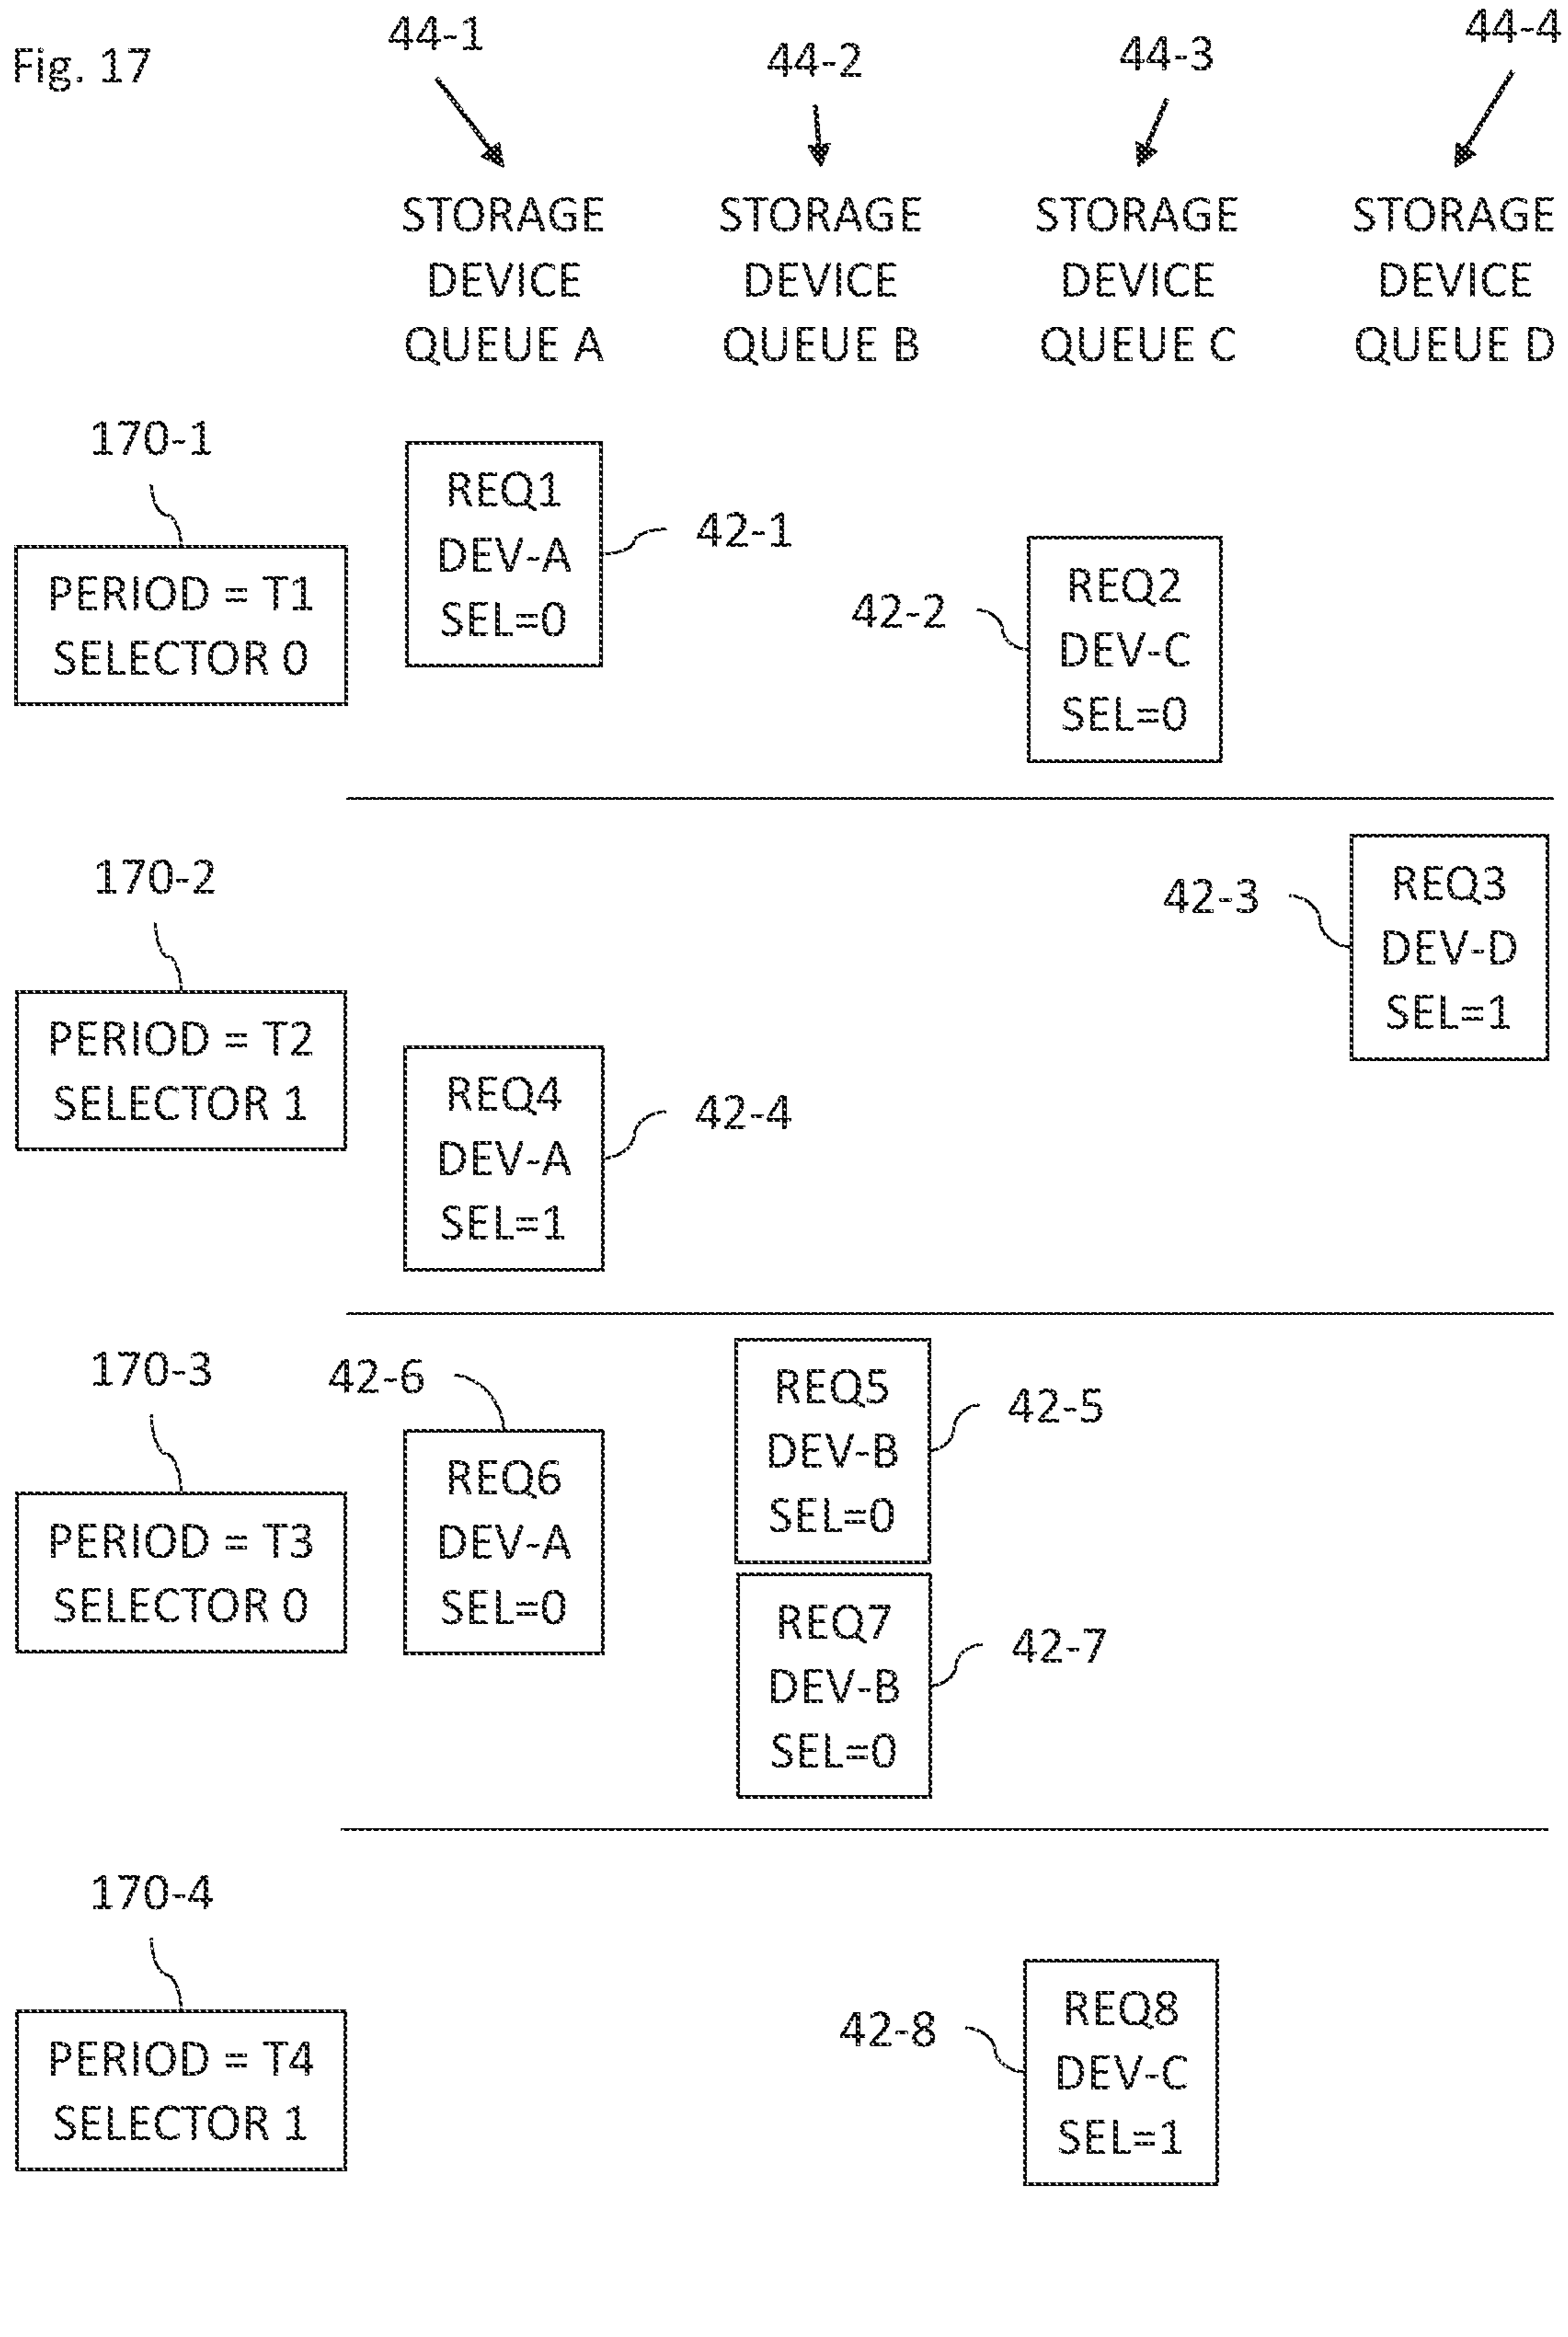 Fig. 17
44-1
44-2
44-3
44-4
STORAGE
DEVICE
QUEUE A
STORAGE
DEVICE
QUEUE B
STORAGE
DEVICE
QUEUE C
STORAGE
DEVICE
QUEUE D
170-1
PERIOD = T1
SELECTOR 0
REQ1
DEV-A
SEL=0
42-1
42-2
REQ2
DEV-C
SEL=0
170-2
PERIOD = T2
SELECTOR 1
42-3
REQ3
DEV-D
SEL=1
REQ4
DEV-A
SEL=1
42-4
170-3
PERIOD = T3
SELECTOR 0
42-6
REQ6
DEV-A
SEL=0
REQ5
DEV-B
SEL=0
42-5
REQ7
DEV-B
SEL=0
42-7
170-4
PERIOD = T4
SELECTOR 1
42-8
REQ8
DEV-C
SEL=1